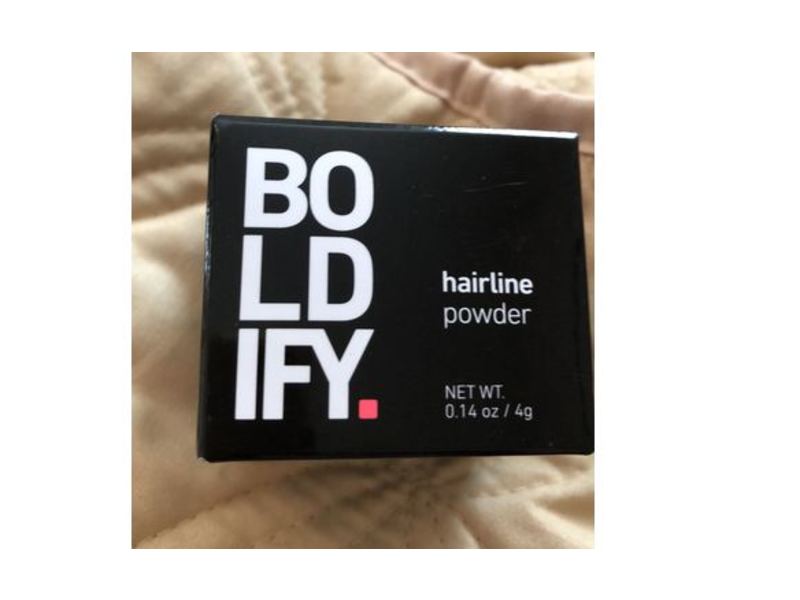 BO
LD
IFY.
hairline
powder
NET WT.
0.14 oz / 4g